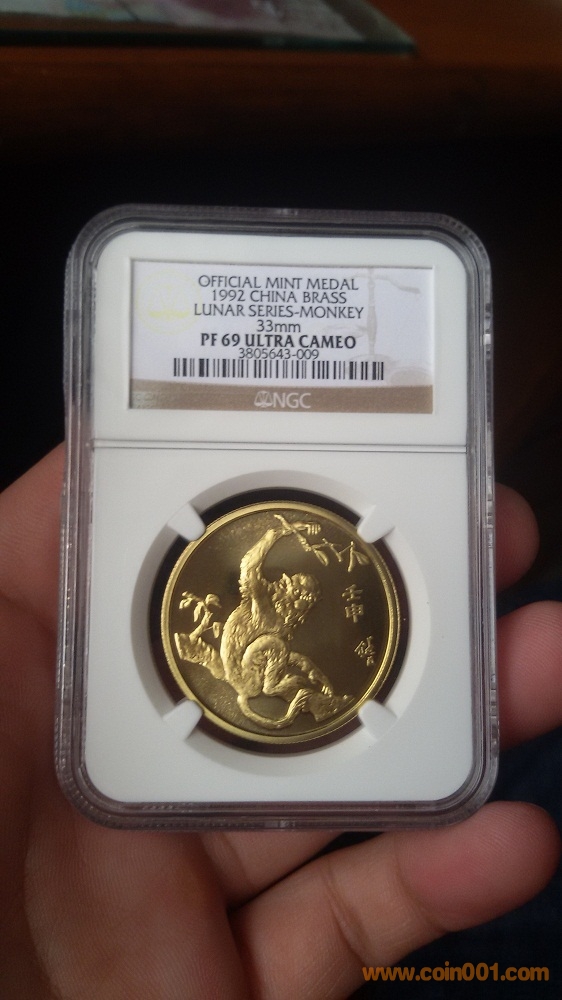 OFFICIAL MINT MEDAL
1992 CHINA BRASS
LUNAR SERIES-MONKEY
33mm
PF 69 ULTRA CAMEO
3805643-009
NGC
壬申
www.coin001.com